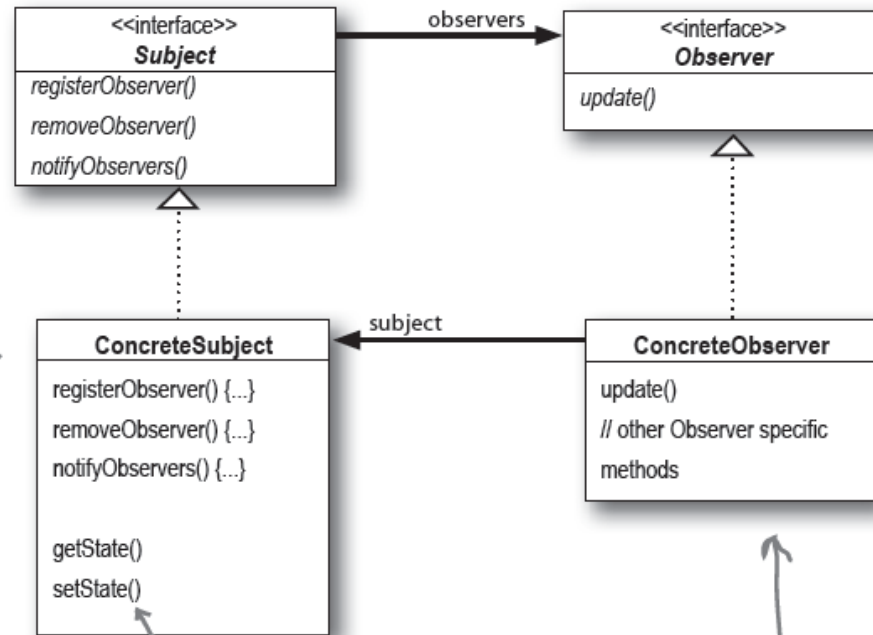 <<interface>>
Subject
registerObserver()
removeObserver()
notifyObservers()
observers
<<interface>>
Observer
update()
ConcreteSubject
registerObserver() {...}
removeObserver() {...}
notifyObservers() {...}
getState()
setState()
subject
ConcreteObserver
update()
// other Observer specific
methods